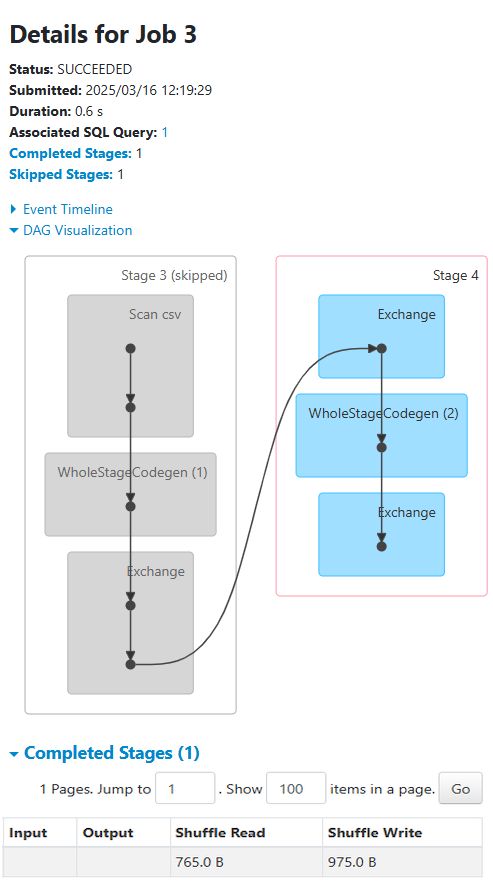 Details for Job 3
Status: SUCCEEDED
Submitted: 2025/03/16 12:19:29
Duration: 0.6 s
Associated SQL Query: 1
Completed Stages: 1
Skipped Stages: 1
Event Timeline
DAG Visualization
Stage 3 (skipped)
Scan csv
WholeStageCodegen (1)
Exchange
Stage 4
Exchange
WholeStageCodegen (2)
Exchange
Completed Stages (1)
1 Pages. Jump to 1 . Show 100 items in a page. Go
Input Output Shuffle Read Shuffle Write
765.0 B 975.0 B